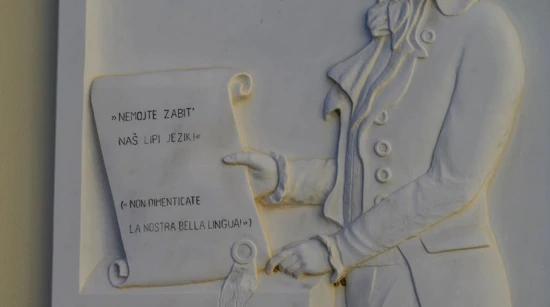 »NEMOJTE ZABIT'
NAŠ LIPI JEZIK!«
(«NON DIMENTICATE
LA NOSTRA BELLA LINGUA!»)